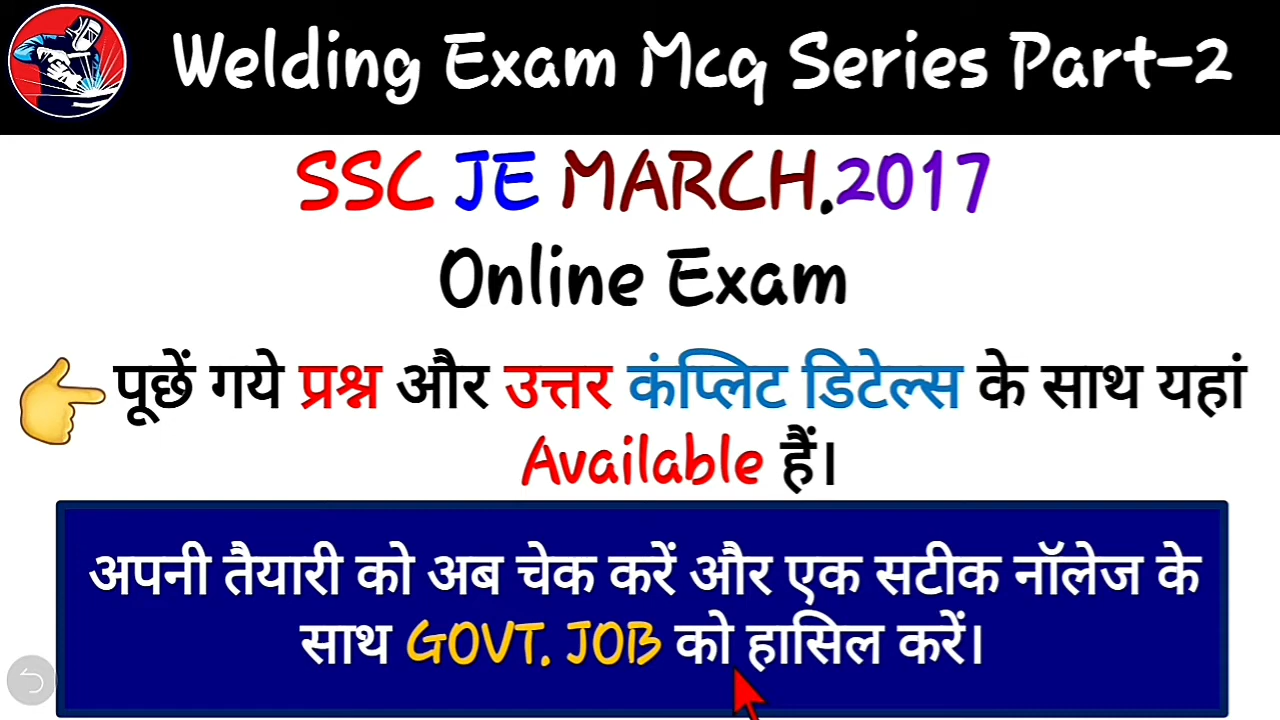 Welding Exam Mcq Series Part-2
SSC JE MARCH.2017
Online Exam
पूछें गये प्रश्न और उत्तर कंप्लिट डिटेल्स के साथ यहां
Available हैं।
अपनी तैयारी को अब चेक करें और एक सटीक नॉलेज के
साथ GOVT. JOB को हासिल करें।